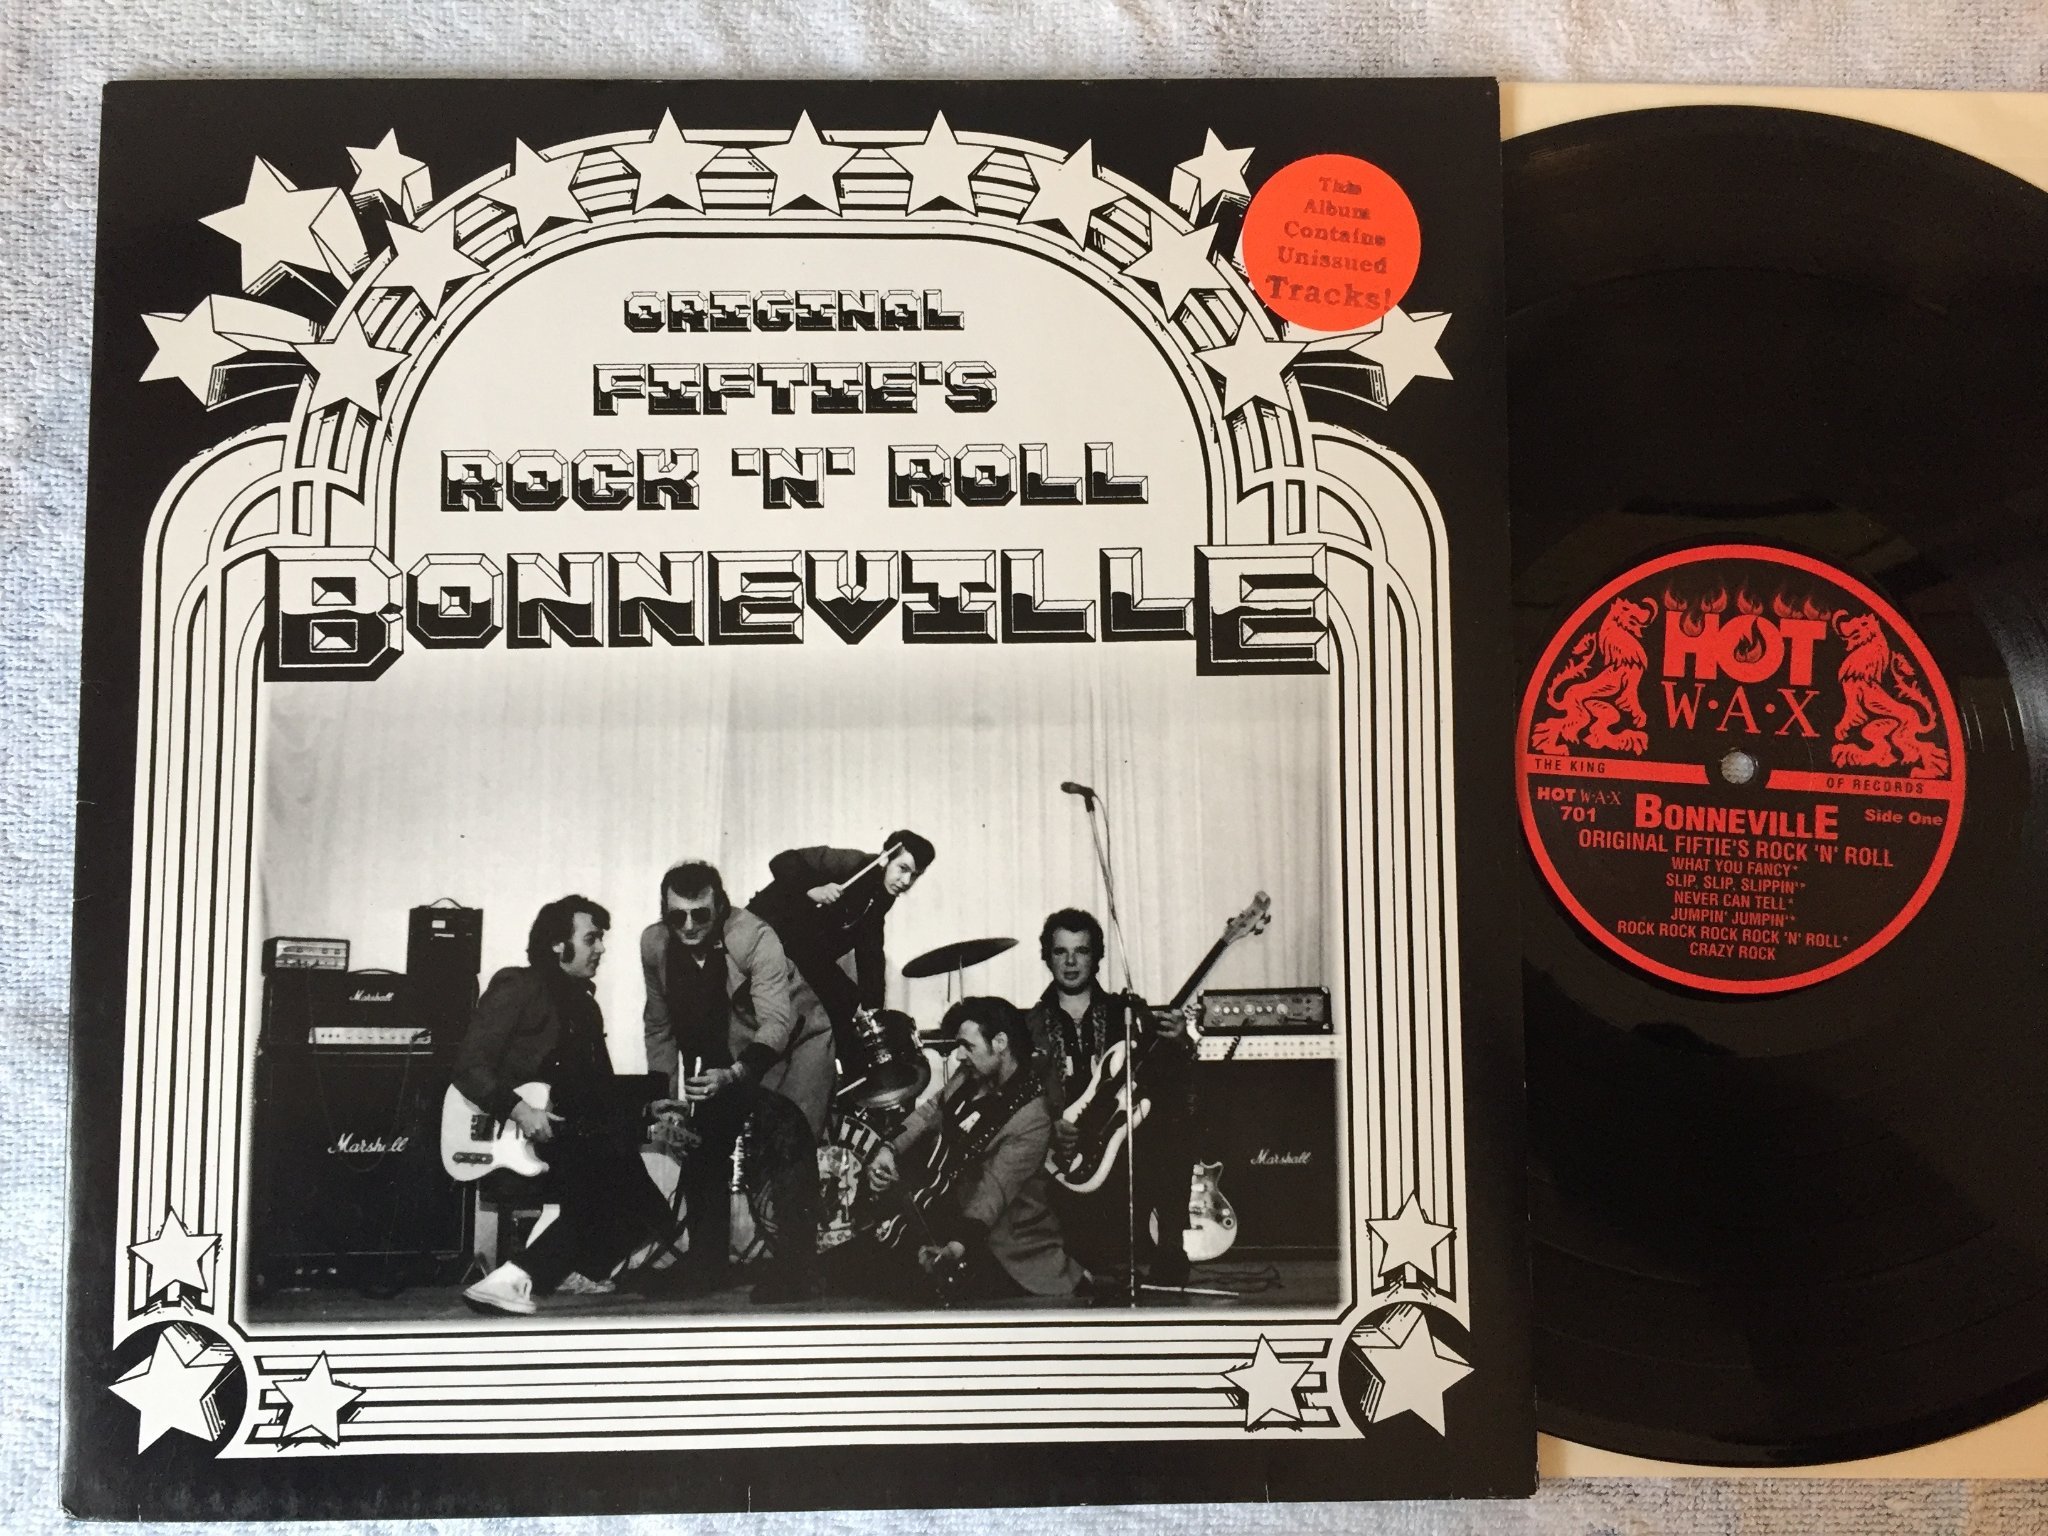 This
Album
Contains
Unissued
Tracks!
ORIGINAL
FIFTIE'S
ROCK 'N' ROLL
BONNEVILLE
Marshall
Marshall
Marshall
HOT
W·A·X
THE KING
OF RECORDS
HOT W·A·X
701
BONNEVILLE
Side One
ORIGINAL FIFTIE'S ROCK 'N' ROLL
WHAT YOU FANCY*
SLIP, SLIP, SLIPPIN'*
NEVER CAN TELL*
JUMPIN' JUMPIN'*
ROCK ROCK ROCK ROCK 'N' ROLL*
CRAZY ROCK